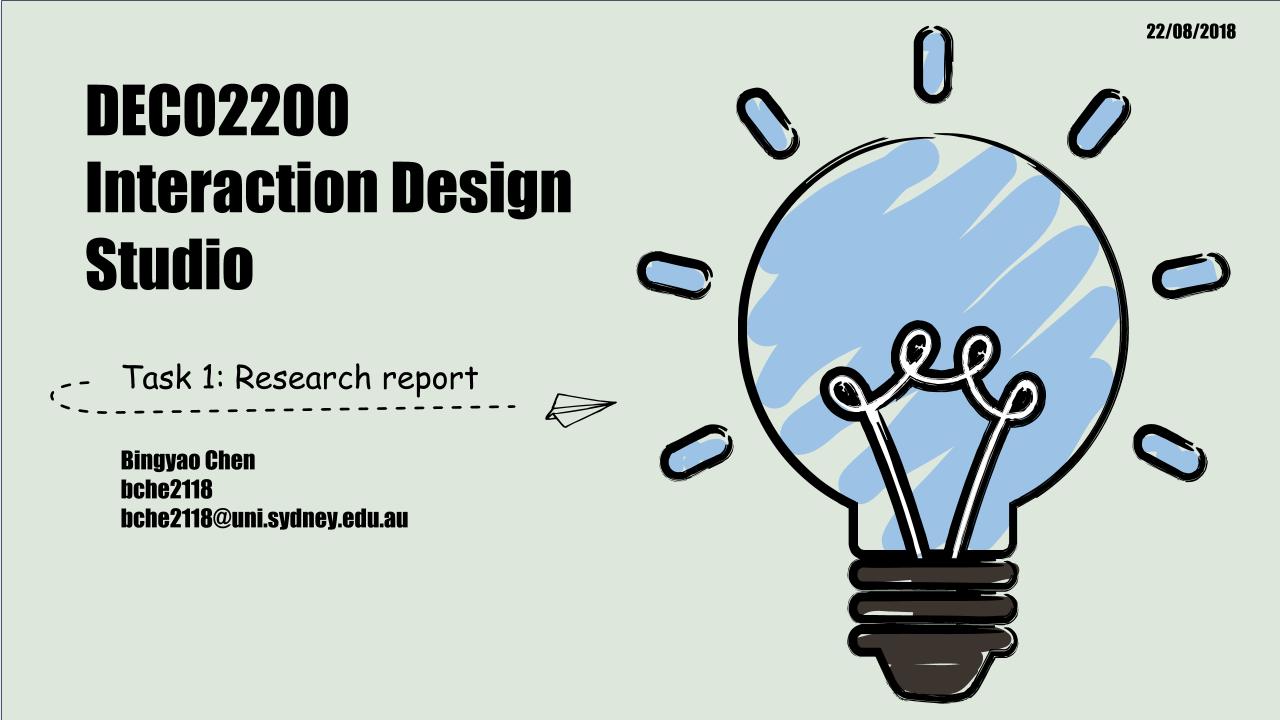 22/08/2018
DECO2200
Interaction Design
Studio
Task 1: Research report
Bingyao Chen
bche2118
bche2118@uni.sydney.edu.au